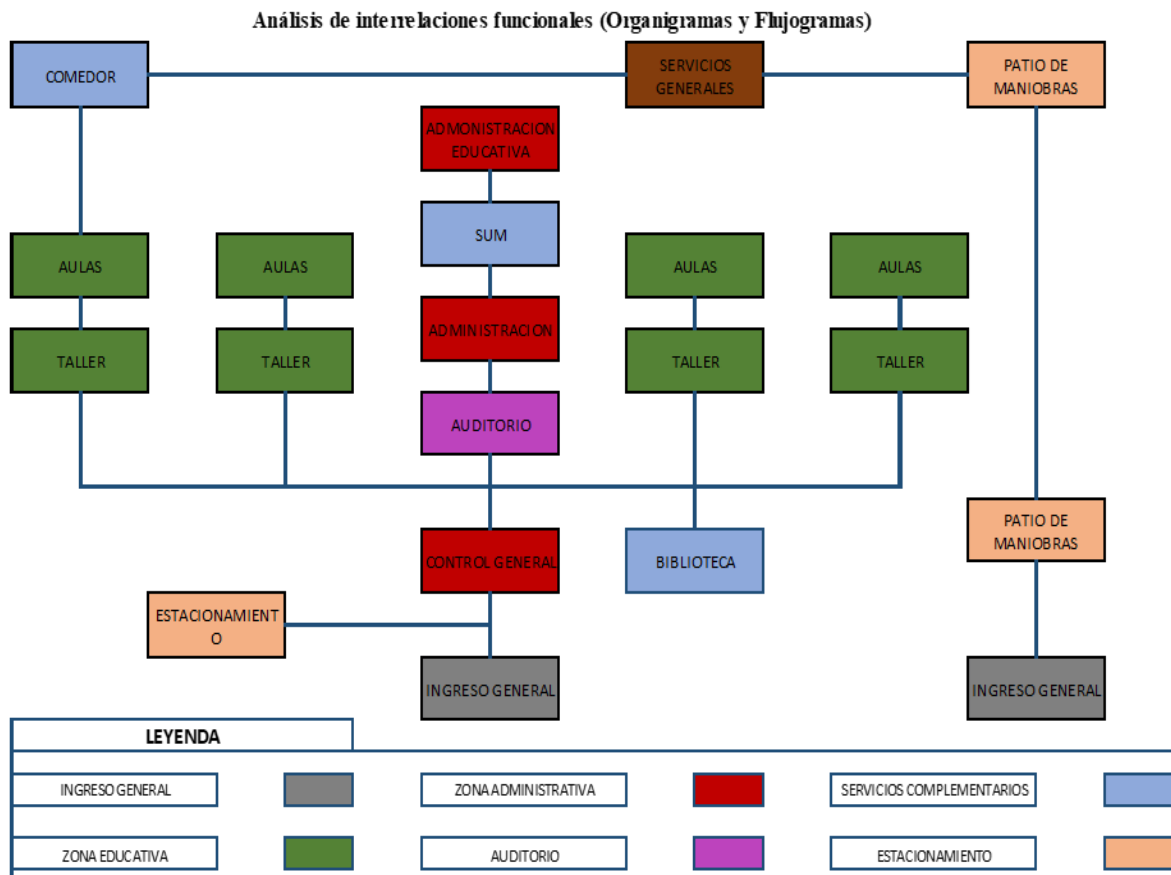 Análisis de interrelaciones funcionales (Organigramas y Flujogramas)
COMEDOR
SERVICIOS
GENERALES
PATIO DE
MANIOBRAS
ADMONISTRACION
EDUCATIVA
SUM
AULAS
AULAS
AULAS
AULAS
ADMINISTRACION
TALLER
TALLER
TALLER
TALLER
AUDITORIO
CONTROL GENERAL
BIBLIOTECA
PATIO DE
MANIOBRAS
ESTACIONAMIENT
O
INGRESO GENERAL
INGRESO GENERAL
LEYENDA
INGRESO GENERAL
ZONA ADMINISTRATIVA
SERVICIOS COMPLEMENTARIOS
ZONA EDUCATIVA
AUDITORIO
ESTACIONAMIENTO